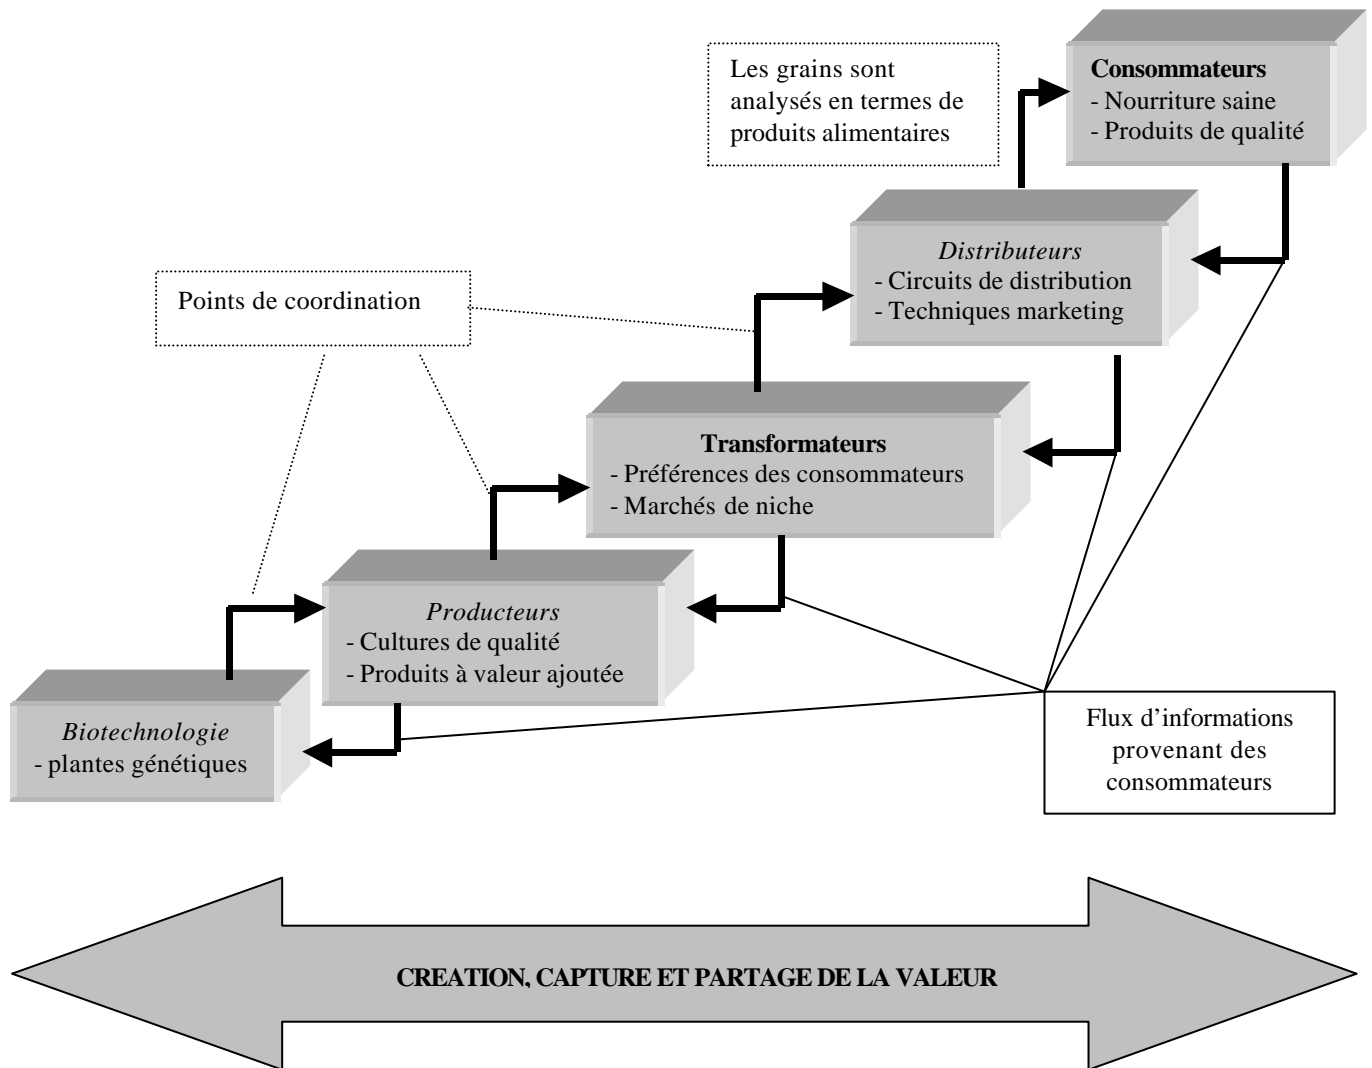 Les grains sont
analysés en termes de
produits alimentaires
Consommateurs
- Nourriture saine
- Produits de qualité
Distributeurs
- Circuits de distribution
- Techniques marketing
Points de coordination
Transformateurs
- Préférences des consommateurs
- Marchés de niche
Producteurs
- Cultures de qualité
- Produits à valeur ajoutée
Biotechnologie
- plantes génétiques
Flux d’informations
provenant des
consommateurs
CREATION, CAPTURE ET PARTAGE DE LA VALEUR